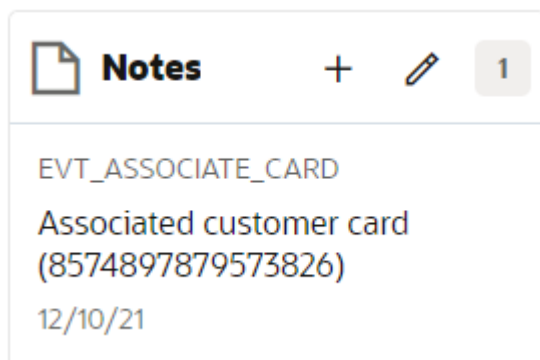 Notes
1
EVT_ASSOCIATE_CARD
Associated customer card
(8574897879573826)
12/10/21